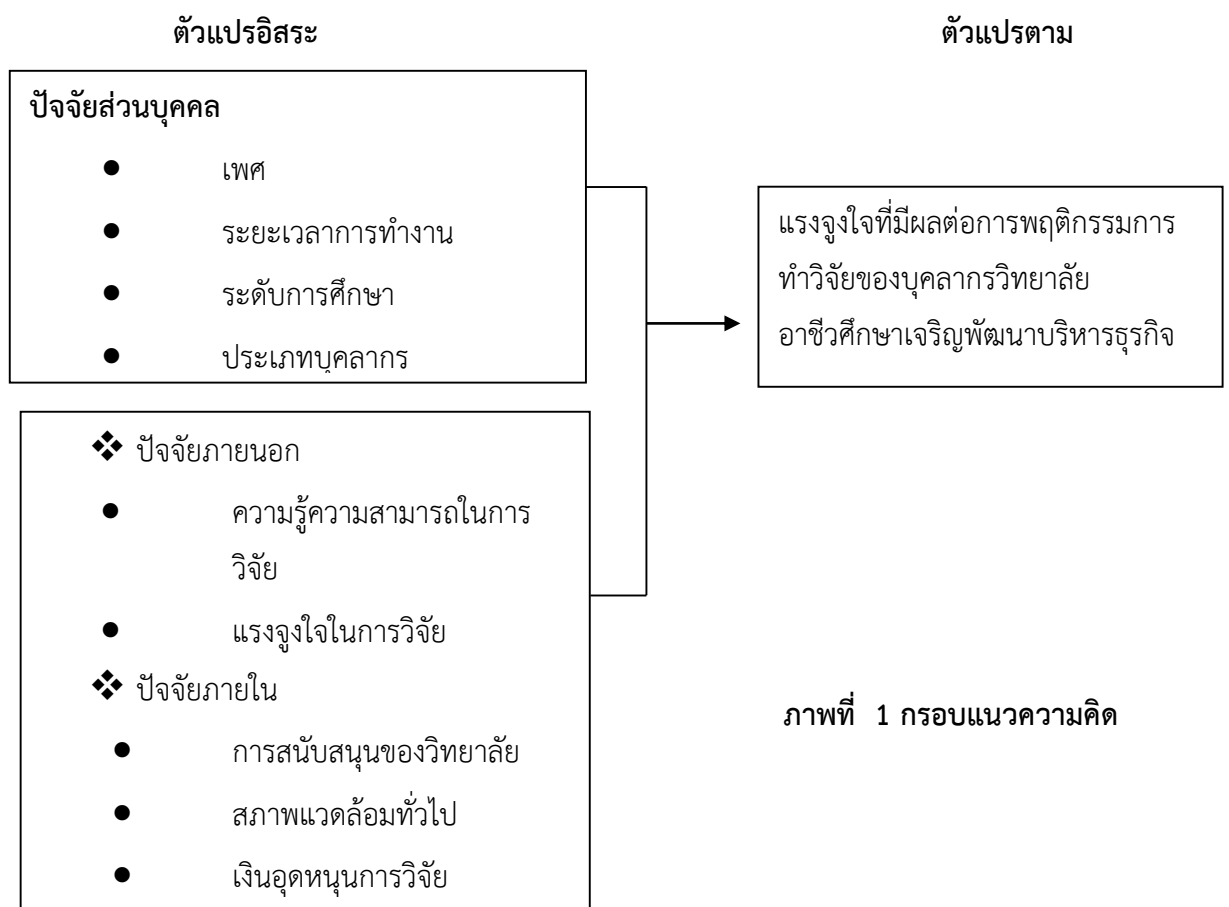 ตัวแปรอิสระ
ตัวแปรตาม
ปัจจัยส่วนบุคคล
● เพศ
● ระยะเวลาการทำงาน
● ระดับการศึกษา
● ประเภทบุคลากร
แรงจูงใจที่มีผลต่อการพฤติกรรมการ
ทำวิจัยของบุคลากรวิทยาลัย
อาชีวศึกษาเจริญพัฒนาบริหารธุรกิจ
❖ ปัจจัยภายนอก
● ความรู้ความสามารถในการ
วิจัย
● แรงจูงใจในการวิจัย
❖ ปัจจัยภายใน
● การสนับสนุนของวิทยาลัย
● สภาพแวดล้อมทั่วไป
● เงินอุดหนุนการวิจัย
ภาพที่ 1 กรอบแนวความคิด